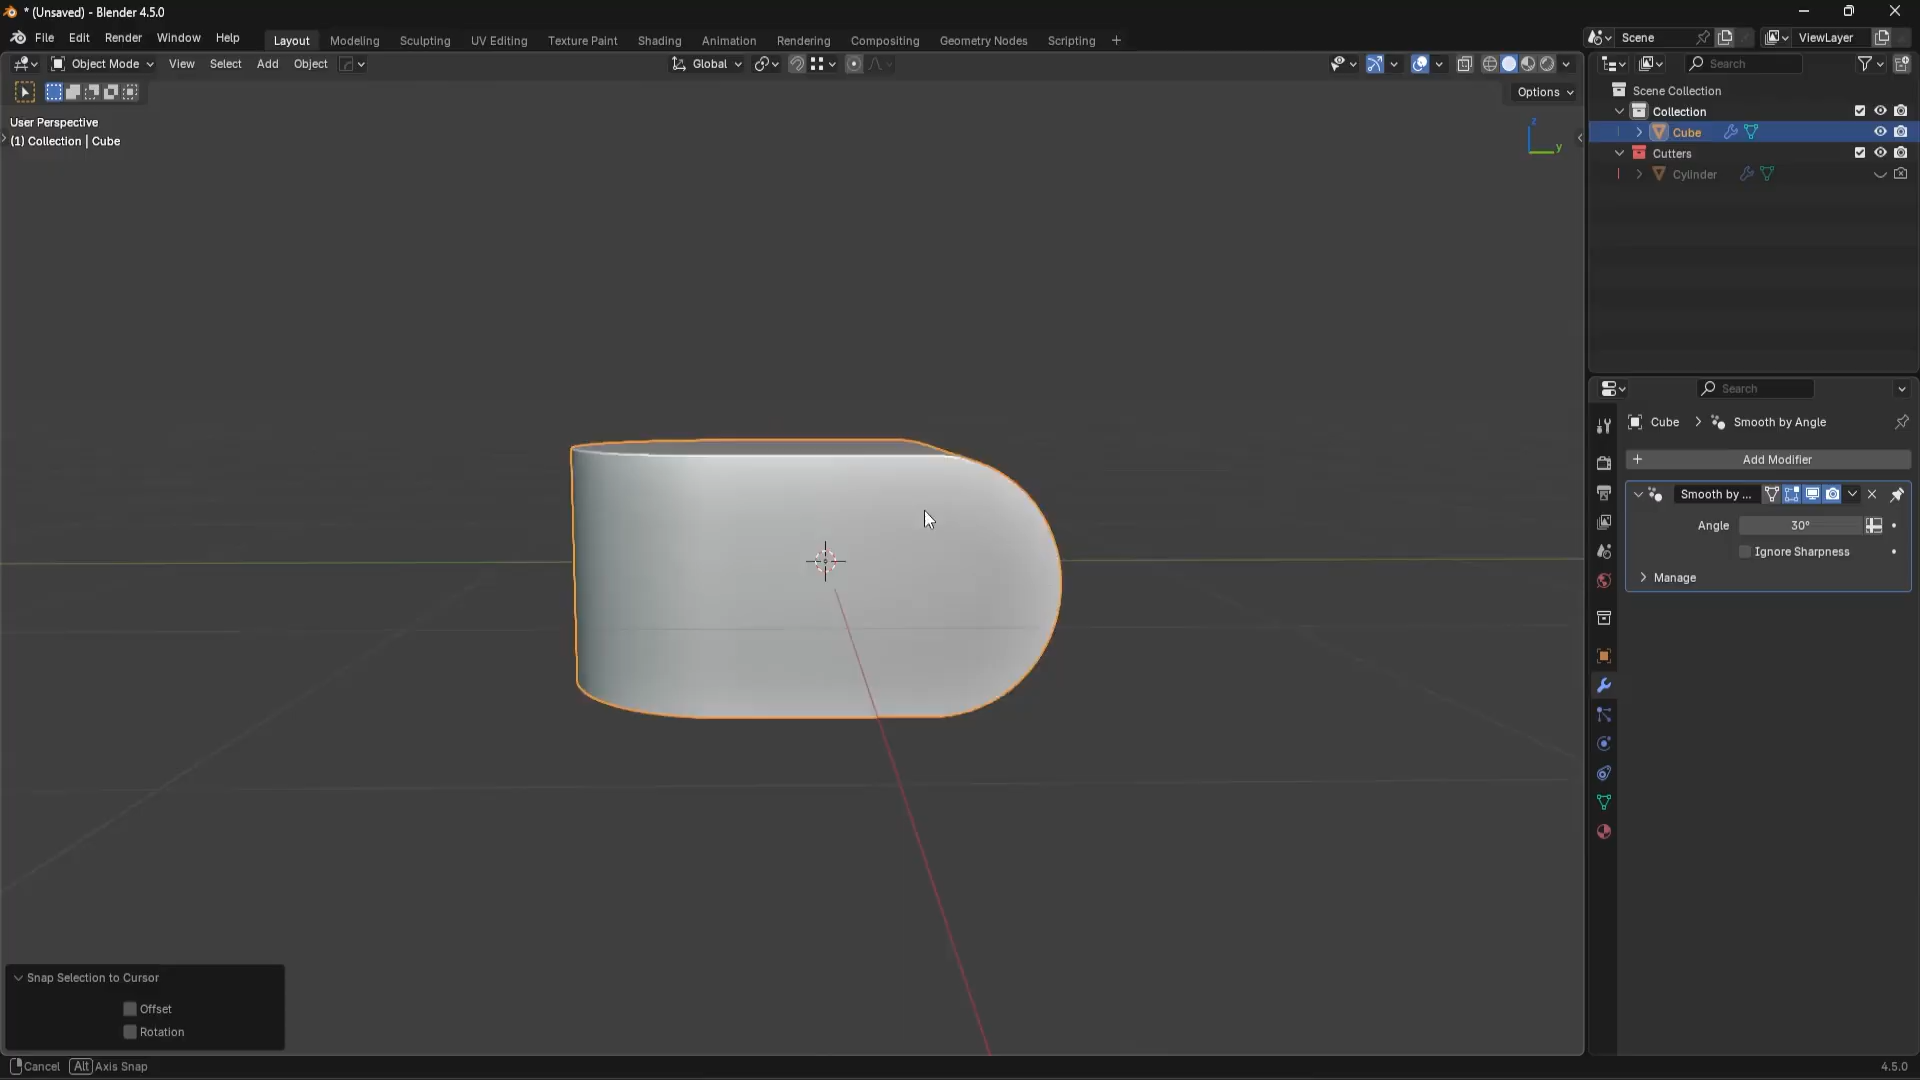 * (Unsaved) - Blender 4.5.0
File Edit Render Window Help
Layout Modeling Sculpting UV Editing Texture Paint Shading Animation Rendering Compositing Geometry Nodes Scripting +
Scene
ViewLayer
Object Mode View Select Add Object
Global
Search
Options
User Perspective
(1) Collection | Cube
z
y
Scene Collection
Collection
Cube
Cutters
Cylinder
Search
Cube > Smooth by Angle
+ Add Modifier
Smooth by ...
Angle 30°
Ignore Sharpness
Manage
Snap Selection to Cursor
Offset
Rotation
Cancel Alt Axis Snap
4.5.0